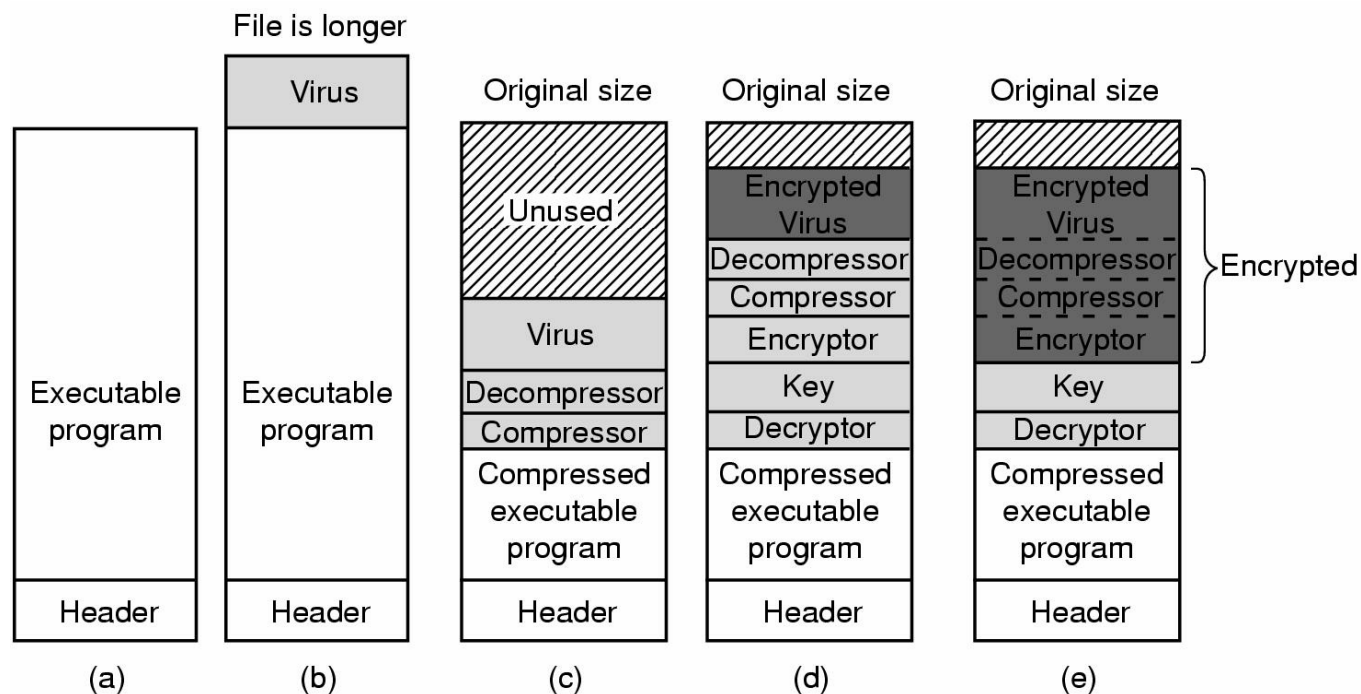 File is longer
Virus
Executable
program
Header
(a)
Executable
program
Header
(b)
Original size
Unused
Virus
Decompressor
Compressor
Compressed
executable
program
Header
(c)
Original size
Encrypted
Virus
Decompressor
Compressor
Encryptor
Key
Decryptor
Compressed
executable
program
Header
(d)
Original size
Encrypted
Virus
Decompressor
Compressor
Encryptor
Key
Decryptor
Compressed
executable
program
Header
(e)
Encrypted